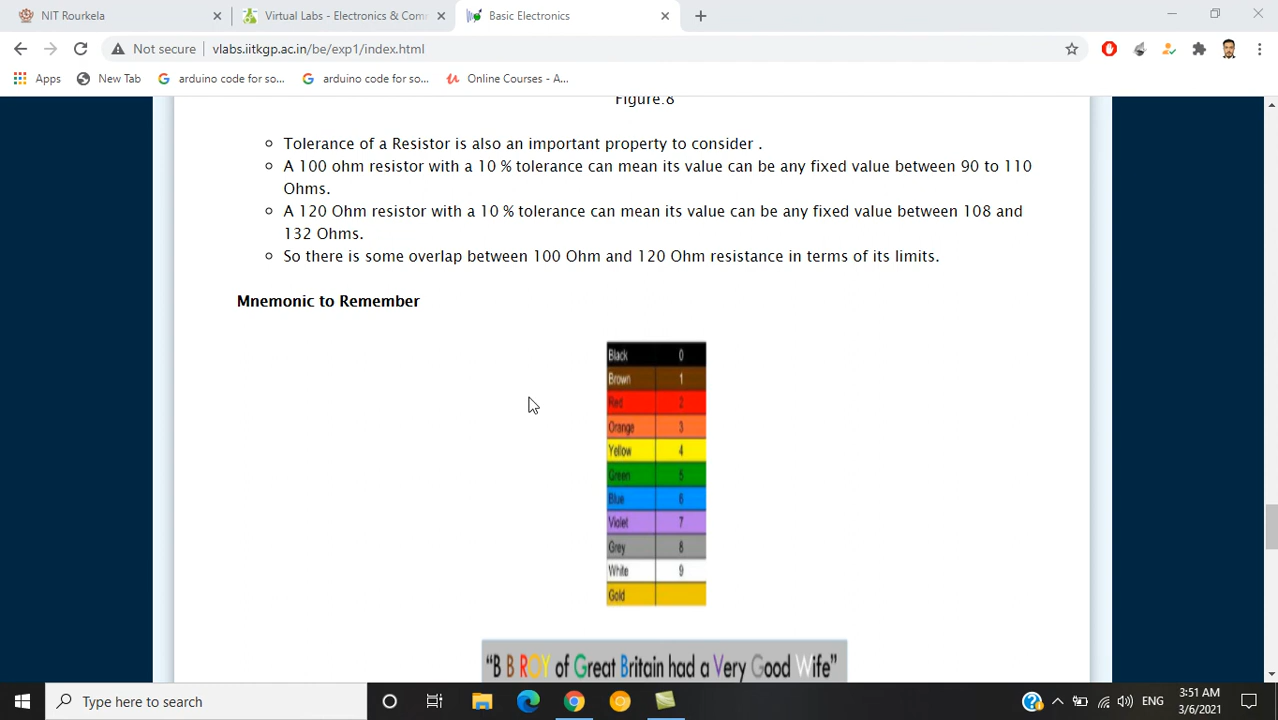 NIT Rourkela
Virtual Labs - Electronics & Comm
Basic Electronics
Not secure
vlabs.iitkgp.ac.in/be/exp1/index.html
Apps
New Tab
arduino code for so...
arduino code for so...
Online Courses - A...
Figure.8
Tolerance of a Resistor is also an important property to consider .
A 100 ohm resistor with a 10 % tolerance can mean its value can be any fixed value between 90 to 110
Ohms.
A 120 Ohm resistor with a 10 % tolerance can mean its value can be any fixed value between 108 and
132 Ohms.
So there is some overlap between 100 Ohm and 120 Ohm resistance in terms of its limits.
Mnemonic to Remember
Black 0
Brown 1
Red 2
Orange 3
Yellow 4
Green 5
Blue 6
Violet 7
Grey 8
White 9
Gold
"B B ROY of Great Britain had a Very Good Wife"
Type here to search
ENG
3:51 AM
3/6/2021